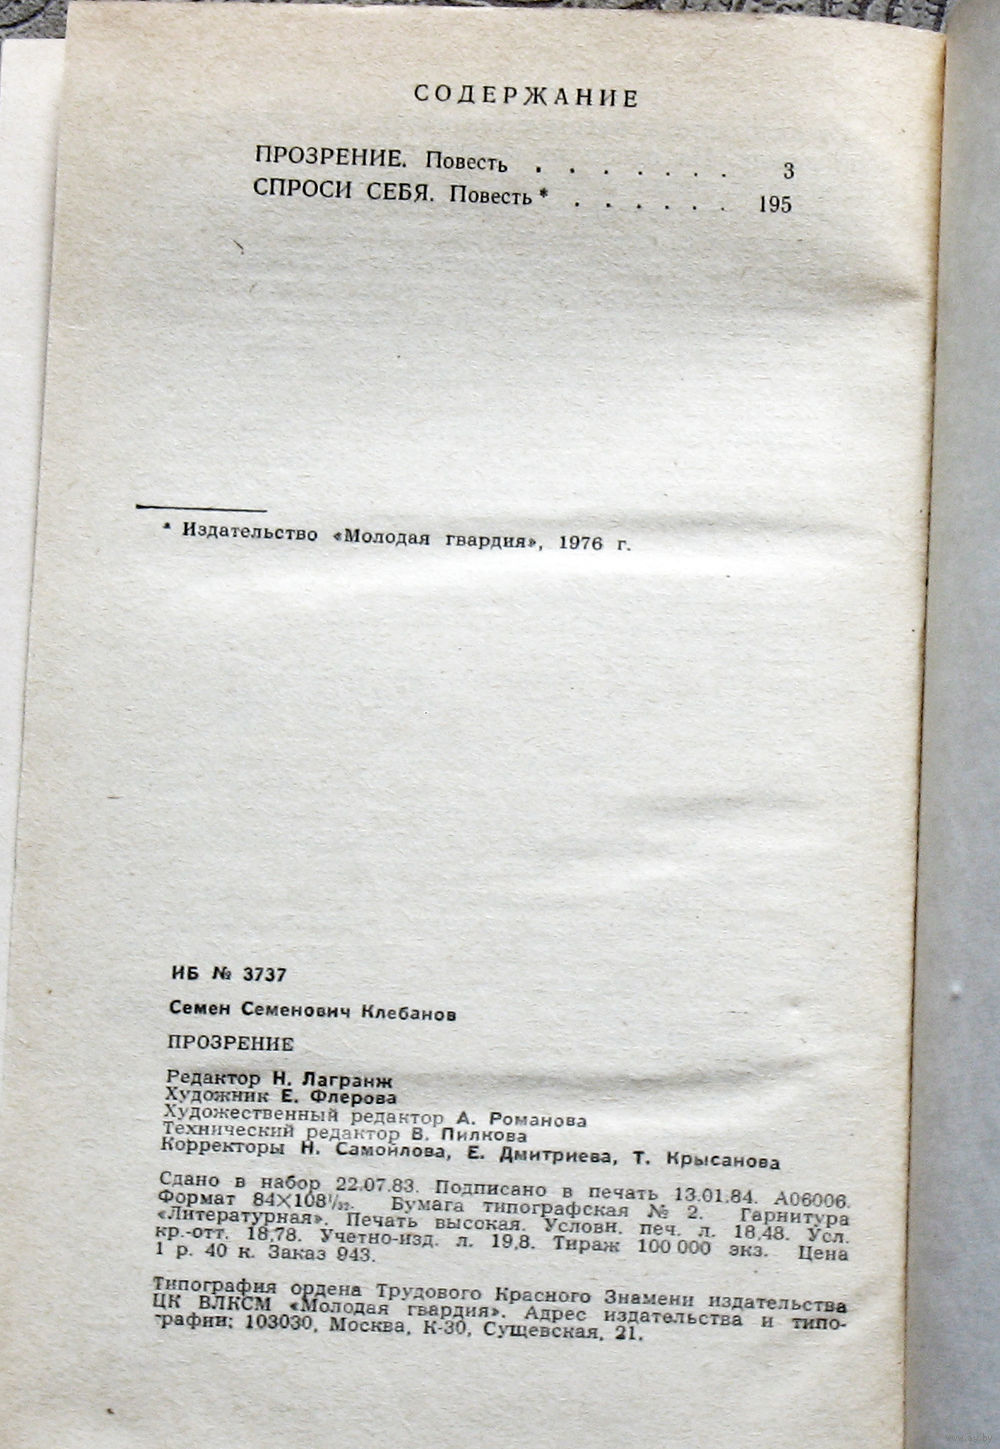 СОДЕРЖАНИЕ
ПРОЗРЕНИЕ. Повесть . . . . . . . 3
СПРОСИ СЕБЯ. Повесть * . . . . . . 195
* Издательство «Молодая гвардия», 1976 г.
ИБ № 3737
Семен Семенович Клебанов
ПРОЗРЕНИЕ
Редактор Н. Лагранж
Художник Е. Флерова
Художественный редактор А. Романова
Технический редактор В. Пилкова
Корректоры Н. Самойлова, Е. Дмитриева, Т. Крысанова
Сдано в набор 22.07.83. Подписано в печать 13.01.84. А06006.
Формат 84×108¹/₃₂. Бумага типографская № 2. Гарнитура
«Литературная». Печать высокая. Условн. печ. л. 18,48. Усл.
кр.-отт. 18,78. Учетно-изд. л. 19,8. Тираж 100 000 экз. Цена
1 р. 40 к. Заказ 943.
Типография ордена Трудового Красного Знамени издательства
ЦК ВЛКСМ «Молодая гвардия». Адрес издательства и типо-
графии: 103030, Москва, К-30, Сущевская, 21.